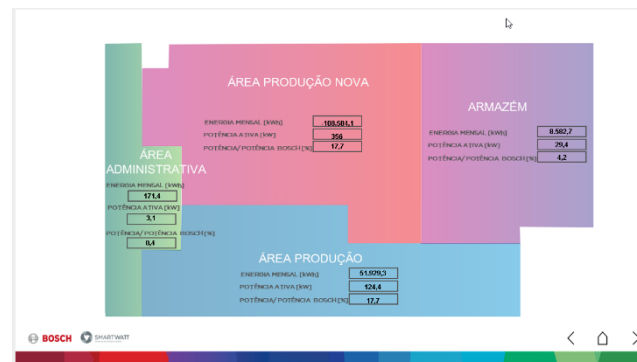 ÁREA PRODUÇÃO NOVA
ENERGIA MENSAL [kWh] 108.584,1
POTÊNCIA ATIVA [kW] 356
POTÊNCIA/ POTÊNCIA BOSCH [%] 17,7
ARMAZÉM
ENERGIA MENSAL [kWh] 8.582,7
POTÊNCIA ATIVA [kW] 29,4
POTÊNCIA/ POTÊNCIA BOSCH [%] 4,2
ÁREA
ADMINISTRATIVA
ENERGIA MENSAL [kWh]
171,4
POTÊNCIA ATIVA [kW]
3,1
POTÊNCIA/ POTÊNCIA BOSCH [%]
0,4
ÁREA PRODUÇÃO
ENERGIA MENSAL [kWh] 51.929,3
POTÊNCIA ATIVA [kW] 124,4
POTÊNCIA/ POTÊNCIA BOSCH [%] 17,7
BOSCH
SMARTWATT